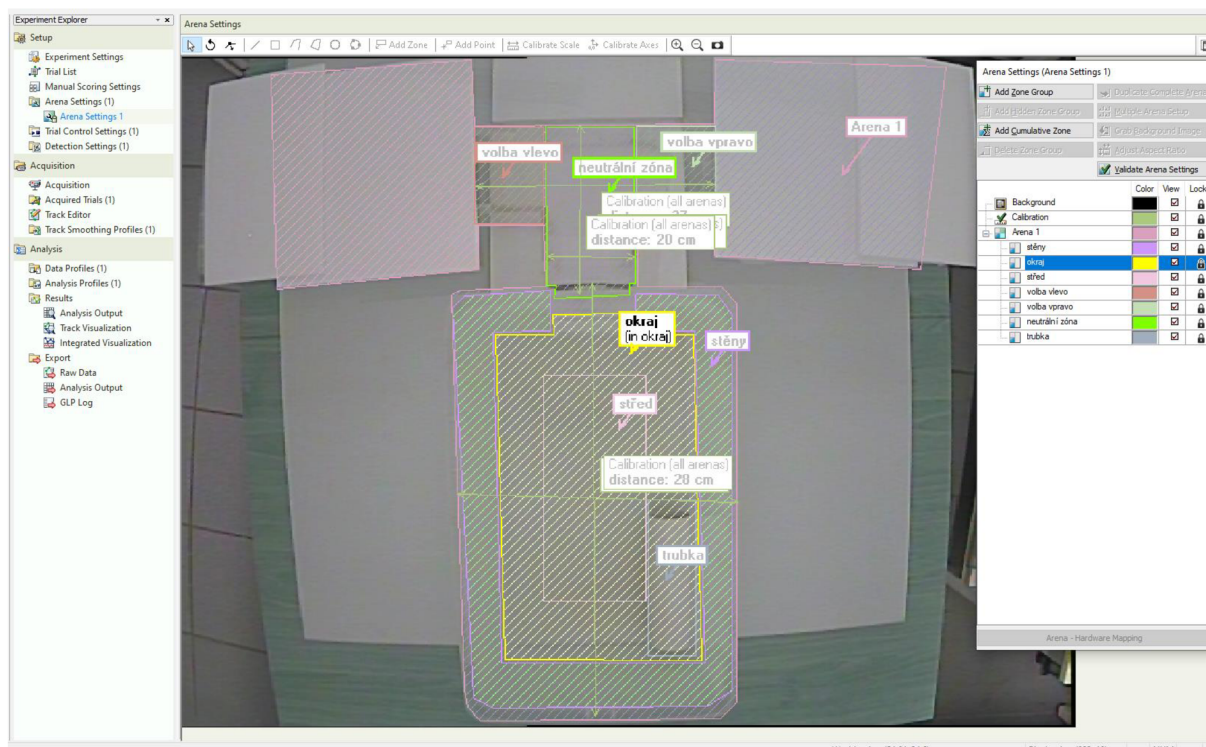 Experiment Explorer
Setup
Experiment Settings
Trial List
Manual Scoring Settings
Arena Settings (1)
Arena Settings 1
Trial Control Settings (1)
Detection Settings (1)
Acquisition
Acquisition
Acquired Trials (1)
Track Editor
Track Smoothing Profiles (1)
Analysis
Data Profiles (1)
Analysis Profiles (1)
Results
Analysis Output
Track Visualization
Integrated Visualization
Export
Raw Data
Analysis Output
GLP Log
Arena Settings
Add Zone
Add Point
Calibrate Scale
Calibrate Axes
volba vlevo
neutrální zóna
volba vpravo
Arena 1
Calibration (all arenas)
Calibration (all arenas)
distance: 20 cm
okraj
(in okraj)
stěny
střed
Calibration (all arenas)
distance: 28 cm
trubka
Arena Settings (Arena Settings 1)
Add Zone Group
Duplicate Complete Arena
Add Hidden Zone Group
Multiple Arena Setup
Add Cumulative Zone
Grab Background Image
Delete Zone Group
Adjust Aspect Ratio
Validate Arena Settings
Color View Lock
Background
Calibration
Arena 1
stěny
okraj
střed
volba vlevo
volba vpravo
neutrální zóna
trubka
Arena - Hardware Mapping